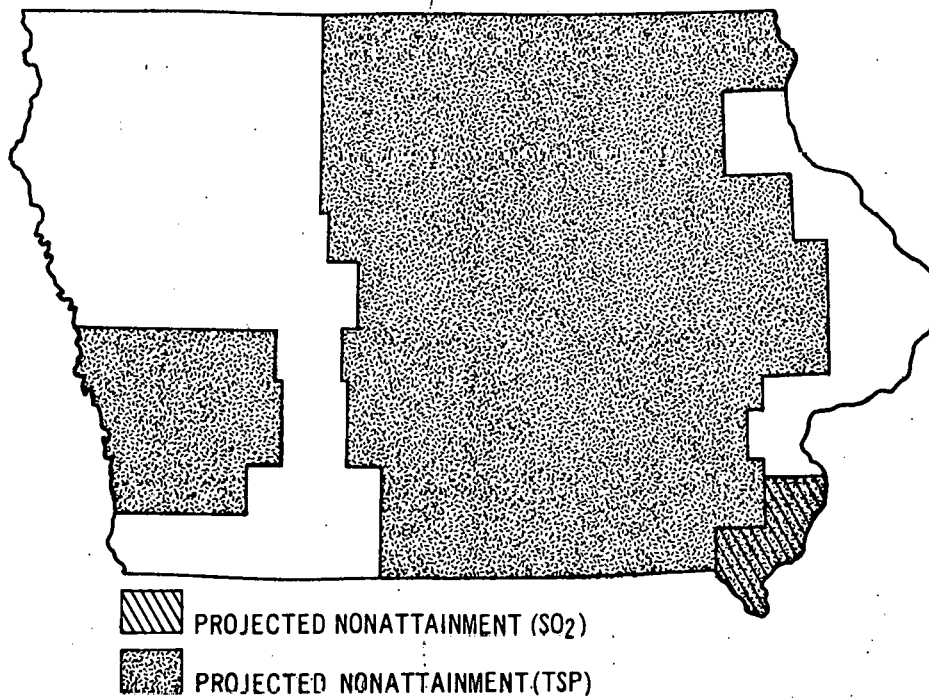 PROJECTED NONATTAINMENT (SO₂)
PROJECTED NONATTAINMENT (TSP)